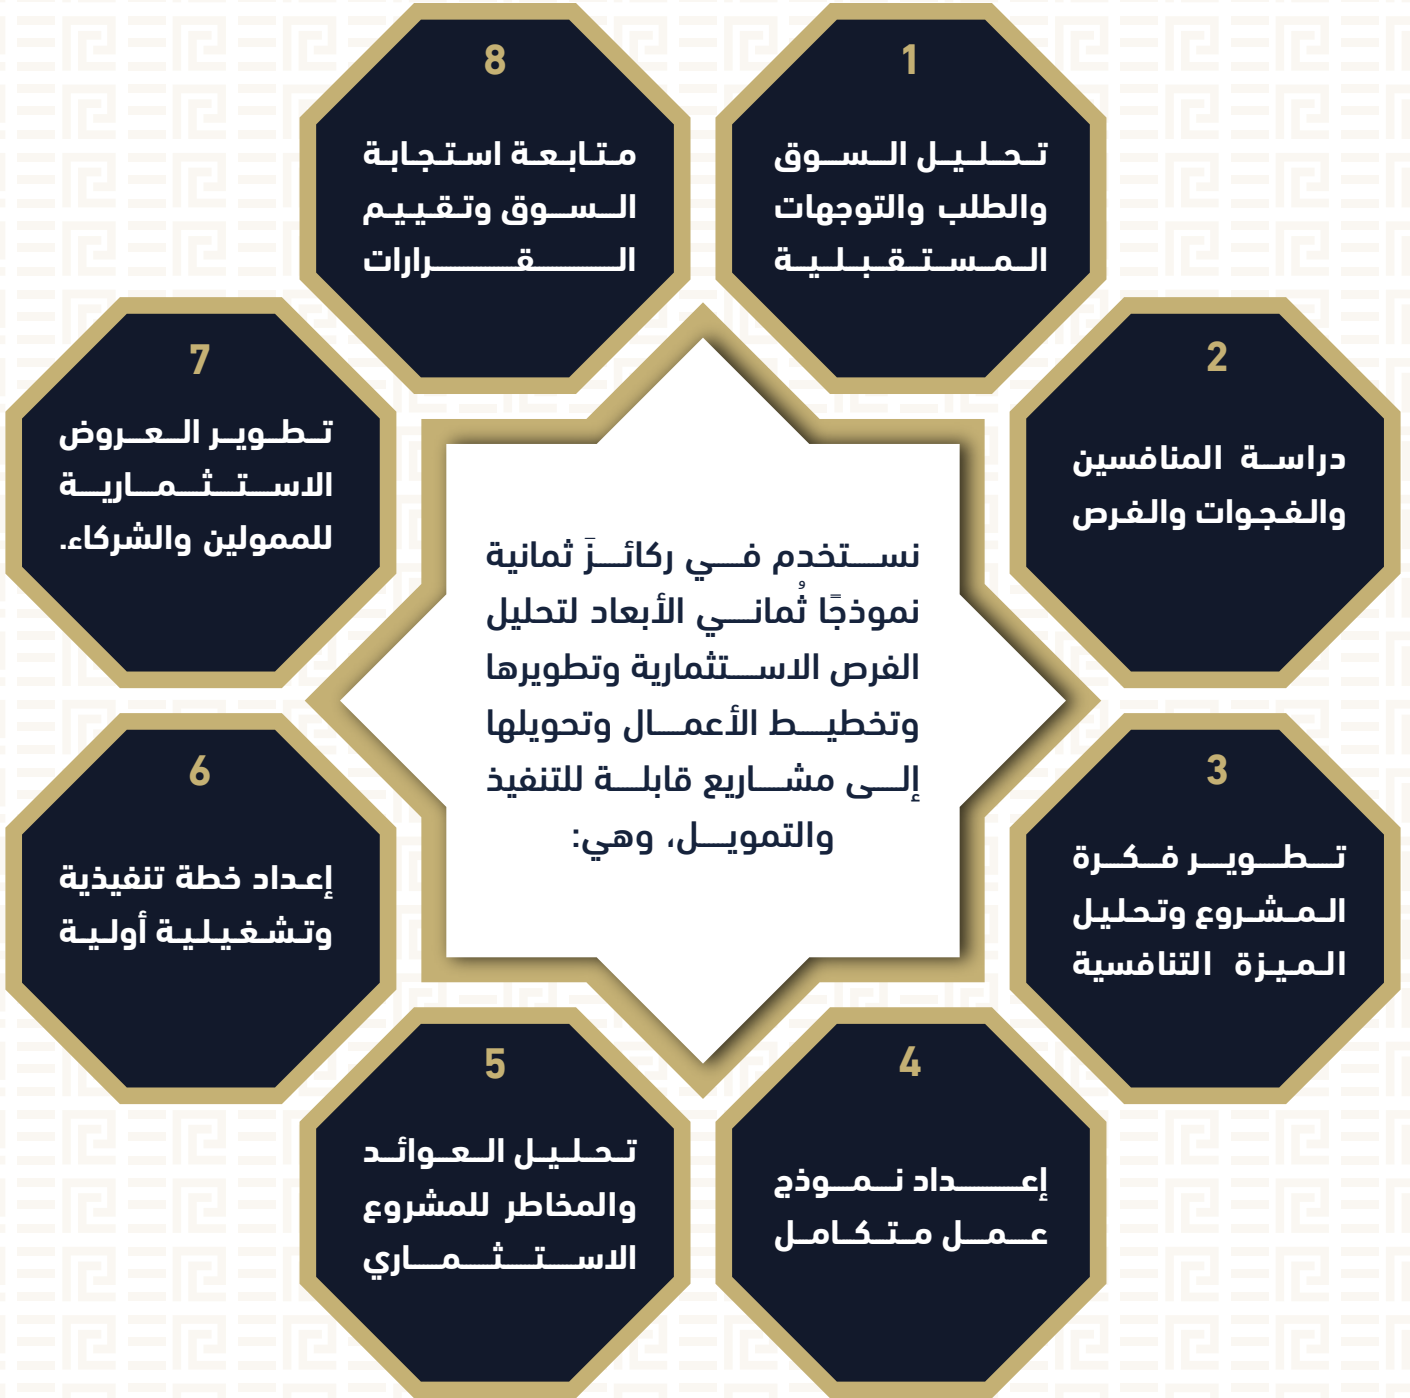 نستخدم في ركائزَ ثمانية
نموذجًا ثُماني الأبعاد لتحليل
الفرص الاستثمارية وتطويرها
وتخطيط الأعمال وتحويلها
إلى مشاريع قابلة للتنفيذ
والتمويل، وهي:
1
تحليل السوق
والطلب والتوجهات
المستقبلية
2
دراسة المنافسين
والفجوات والفرص
3
تطوير فكرة
المشروع وتحليل
الميزة التنافسية
4
إعداد نموذج
عمل متكامل
5
تحليل العوائد
والمخاطر للمشروع
الاستثماري
6
إعداد خطة تنفيذية
وتشغيلية أولية
7
تطوير العروض
الاستثمارية
للممولين والشركاء.
8
متابعة استجابة
السوق وتقييم
القرارات